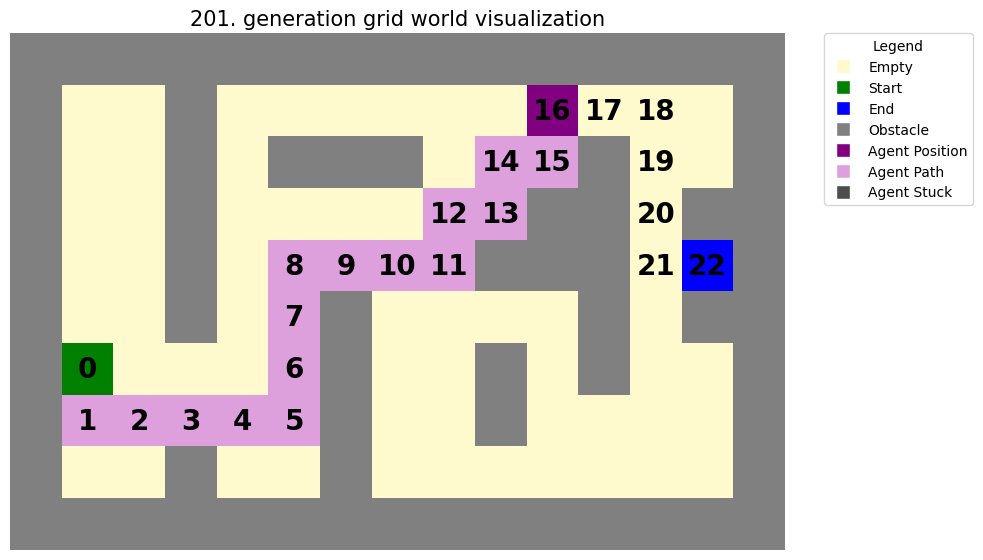 201. generation grid world visualization
16 17 18
14 15 19
12 13 20
8 9 10 11 21 22
7
0 6
1 2 3 4 5
Legend
Empty
Start
End
Obstacle
Agent Position
Agent Path
Agent Stuck